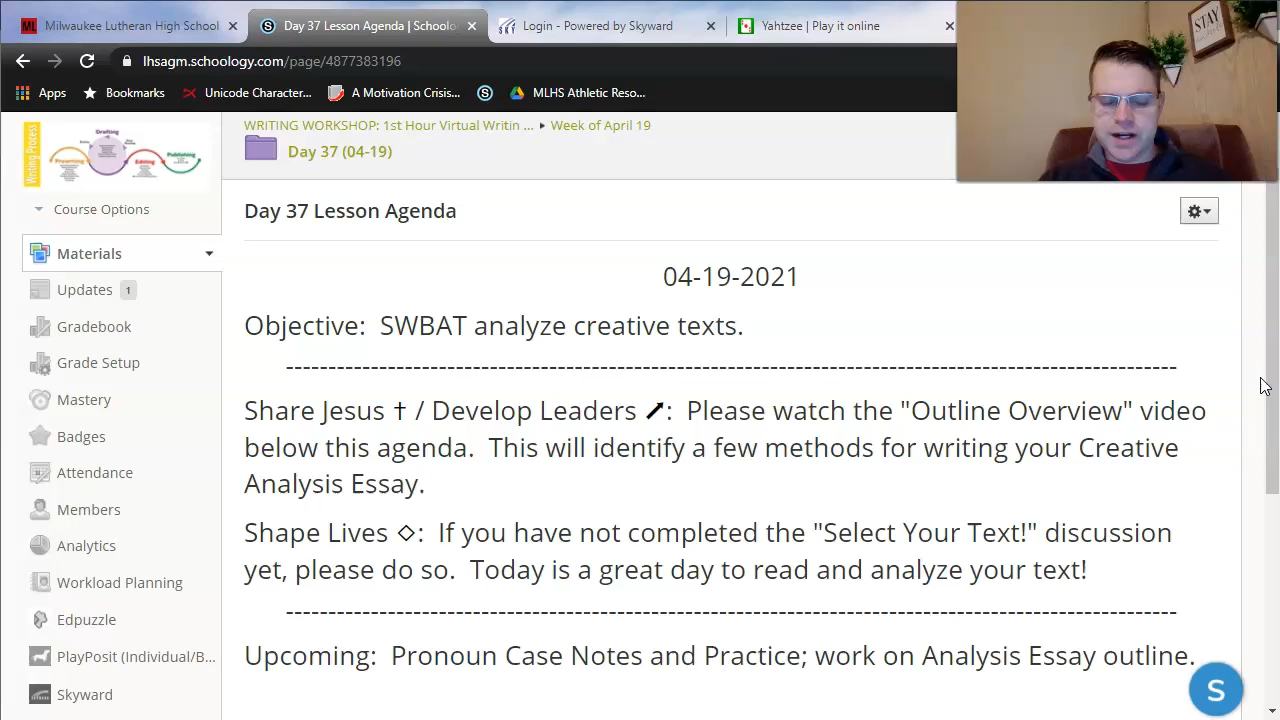 Milwaukee Lutheran High School
Day 37 Lesson Agenda | Schoolo
Login - Powered by Skyward
Yahtzee | Play it online
lhsagm.schoology.com/page/4877383196
Apps
Bookmarks
Unicode Character...
A Motivation Crisis...
MLHS Athletic Reso...
STAY
Writing Process
Drafting
Prewriting
Editing
Publishing
WRITING WORKSHOP: 1st Hour Virtual Writin ... Week of April 19
Day 37 (04-19)
Course Options
Materials
Updates 1
Gradebook
Grade Setup
Mastery
Badges
Attendance
Members
Analytics
Workload Planning
Edpuzzle
PlayPosit (Individual/B...
Skyward
Day 37 Lesson Agenda
04-19-2021
Objective: SWBAT analyze creative texts.
Share Jesus † / Develop Leaders ➚: Please watch the "Outline Overview" video
below this agenda. This will identify a few methods for writing your Creative
Analysis Essay.
Shape Lives ◇: If you have not completed the "Select Your Text!" discussion
yet, please do so. Today is a great day to read and analyze your text!
Upcoming: Pronoun Case Notes and Practice; work on Analysis Essay outline.
S